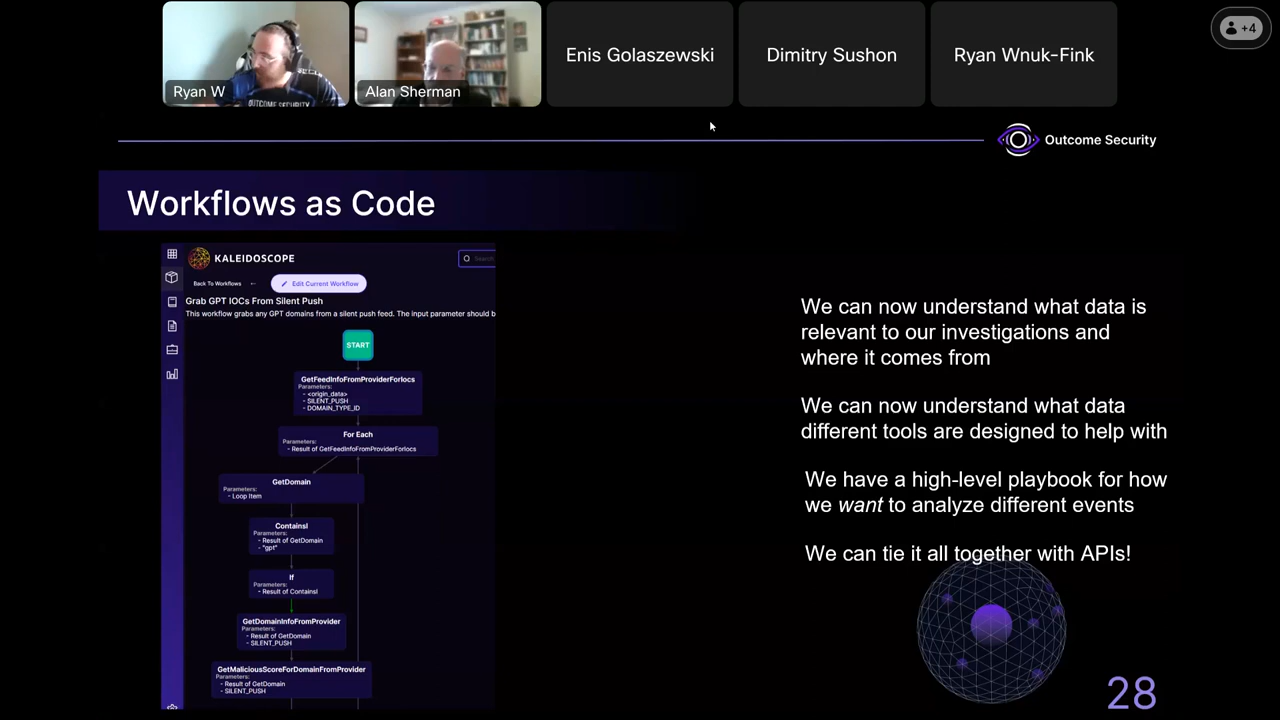 Ryan W
Alan Sherman
Enis Golaszewski
Dimitry Sushon
Ryan Wnuk-Fink
+4
OUTCOME SECURITY
Outcome Security
Workflows as Code
KALEIDOSCOPE
Search
Back To Workflows ←
Edit Current Workflow
Grab GPT IOCs From Silent Push
This workflow grabs any GPT domains from a silent push feed. The input parameter should b
START
GetFeedInfoFromProviderForIocs
Parameters:
- <origin_data>
- SILENT_PUSH
- DOMAIN_TYPE_ID
For Each
Parameters:
- Result of GetFeedInfoFromProviderForIocs
GetDomain
Parameters:
- Loop Item
ContainsI
Parameters:
- Result of GetDomain
- "gpt"
If
Parameters:
- Result of ContainsI
GetDomainInfoFromProvider
Parameters:
- Result of GetDomain
- SILENT_PUSH
GetMaliciousScoreForDomainFromProvider
Parameters:
- Result of GetDomain
- SILENT_PUSH
We can now understand what data is
relevant to our investigations and
where it comes from
We can now understand what data
different tools are designed to help with
We have a high-level playbook for how
we want to analyze different events
We can tie it all together with APIs!
28